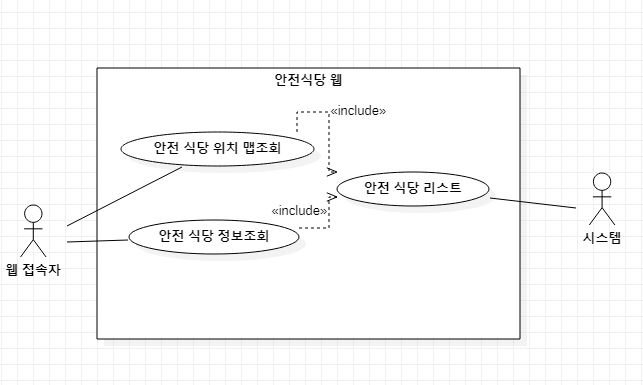 안전식당 웹
«include»
안전 식당 위치 맵조회
안전 식당 리스트
«include»
안전 식당 정보조회
웹 접속자
시스템